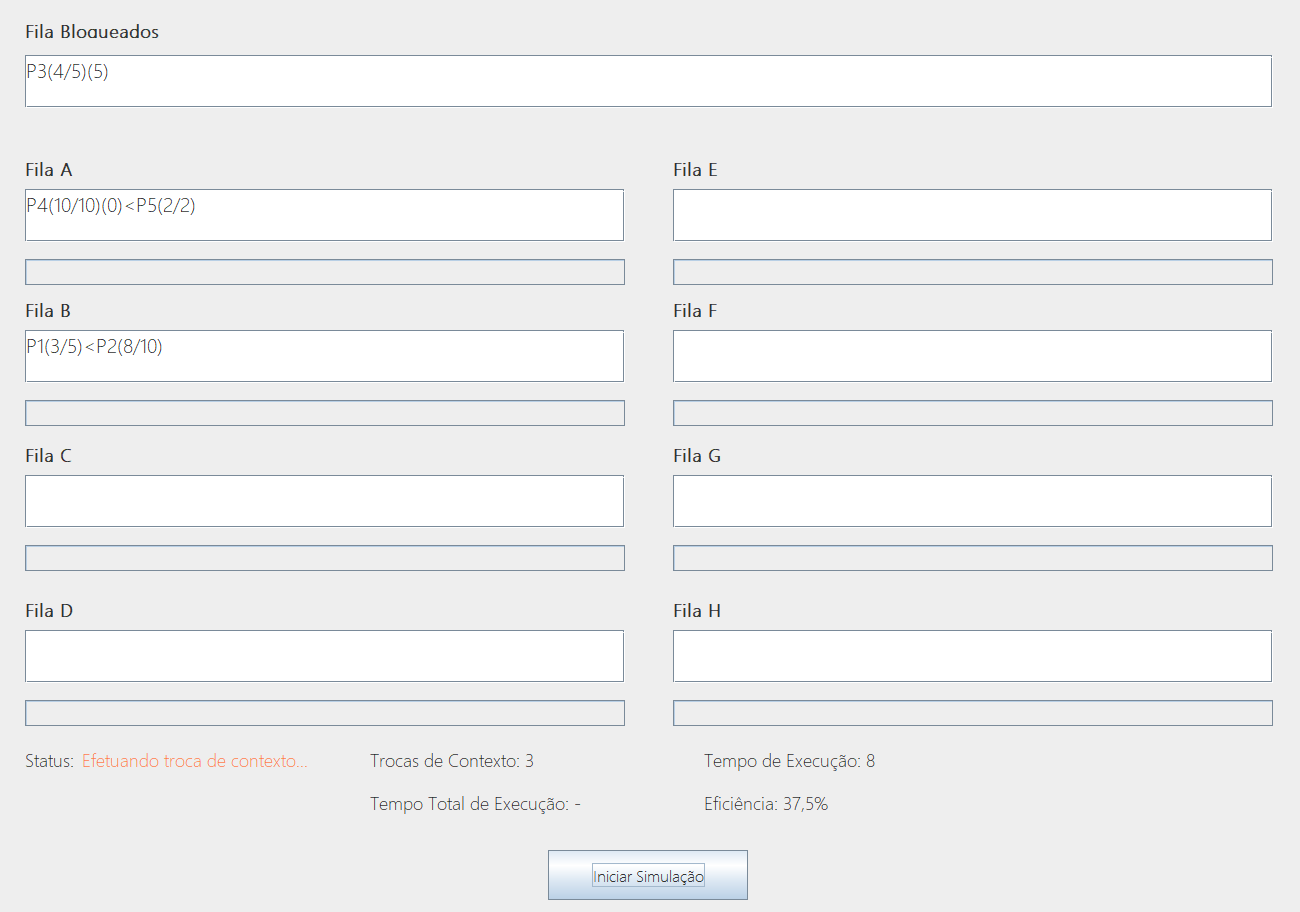 Fila Bloqueados
P3(4/5)(5)
Fila A
P4(10/10)(0)<P5(2/2)
Fila B
P1(3/5)<P2(8/10)
Fila C
Fila D
Fila E
Fila F
Fila G
Fila H
Status: Efetuando troca de contexto...
Trocas de Contexto: 3
Tempo de Execução: 8
Tempo Total de Execução: -
Eficiência: 37,5%
Iniciar Simulação